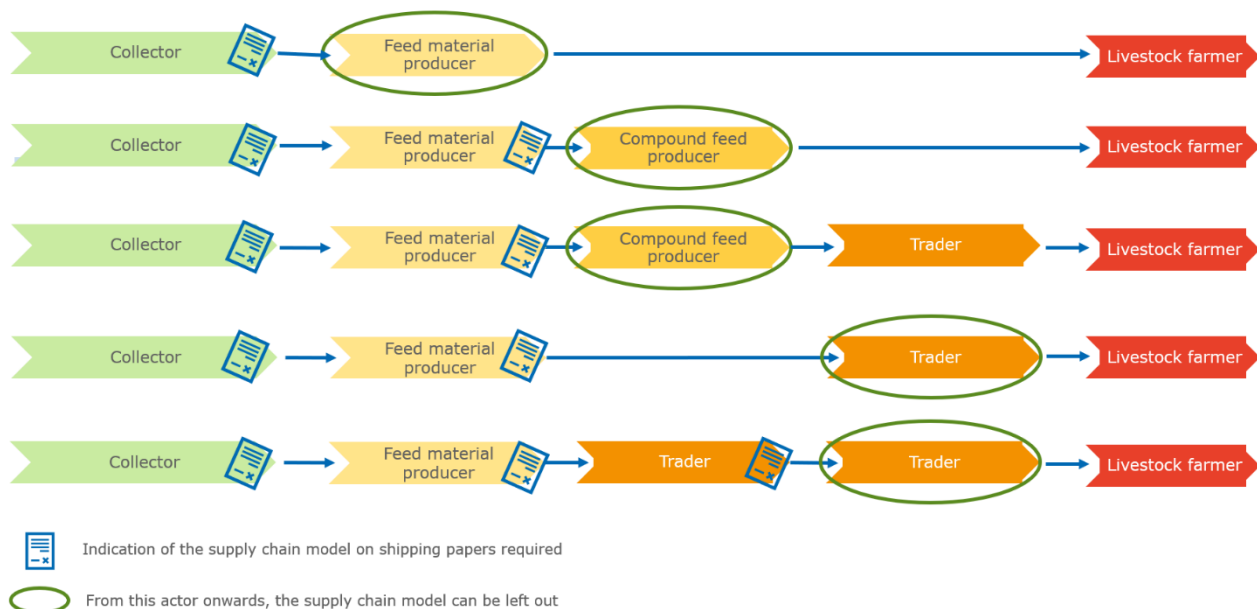 Collector
Feed material
producer
Livestock farmer
Collector
Feed material
producer
Compound feed
producer
Livestock farmer
Collector
Feed material
producer
Compound feed
producer
Trader
Livestock farmer
Collector
Feed material
producer
Trader
Livestock farmer
Collector
Feed material
producer
Trader
Trader
Livestock farmer
Indication of the supply chain model on shipping papers required
From this actor onwards, the supply chain model can be left out